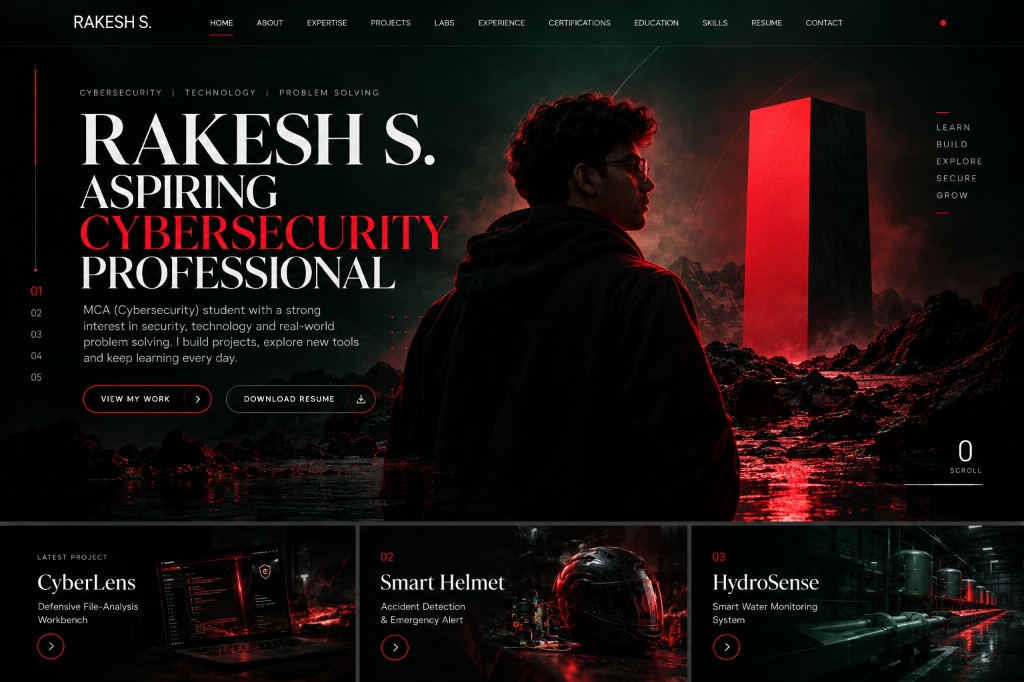 RAKESH S.
HOME ABOUT EXPERTISE PROJECTS LABS EXPERIENCE CERTIFICATIONS EDUCATION SKILLS RESUME CONTACT
CYBERSECURITY | TECHNOLOGY | PROBLEM SOLVING
RAKESH S.
ASPIRING
CYBERSECURITY
PROFESSIONAL
MCA (Cybersecurity) student with a strong
interest in security, technology and real-world
problem solving. I build projects, explore new tools
and keep learning every day.
VIEW MY WORK
DOWNLOAD RESUME
01
02
03
04
05
LEARN
BUILD
EXPLORE
SECURE
GROW
0
SCROLL
LATEST PROJECT
CyberLens
Defensive File-Analysis
Workbench
02
Smart Helmet
Accident Detection
& Emergency Alert
03
HydroSense
Smart Water Monitoring
System